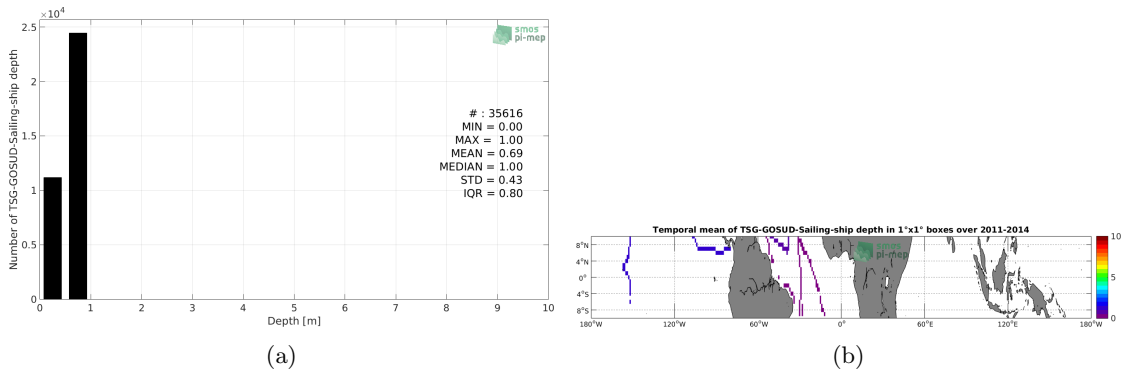 ×10⁴
2.5
2
1.5
1
0.5
0
Number of TSG-GOSUD-Sailing-ship depth
smos
pi-mep
# : 35616
MIN = 0.00
MAX = 1.00
MEAN = 0.69
MEDIAN = 1.00
STD = 0.43
IQR = 0.80
0 1 2 3 4 5 6 7 8 9 10
Depth [m]
(a)
Temporal mean of TSG-GOSUD-Sailing-ship depth in 1°x1° boxes over 2011-2014
smos
pi-mep
8°N
4°N
0°
4°S
8°S
180°W 120°W 60°W 0° 60°E 120°E 180°W
10
5
0
(b)